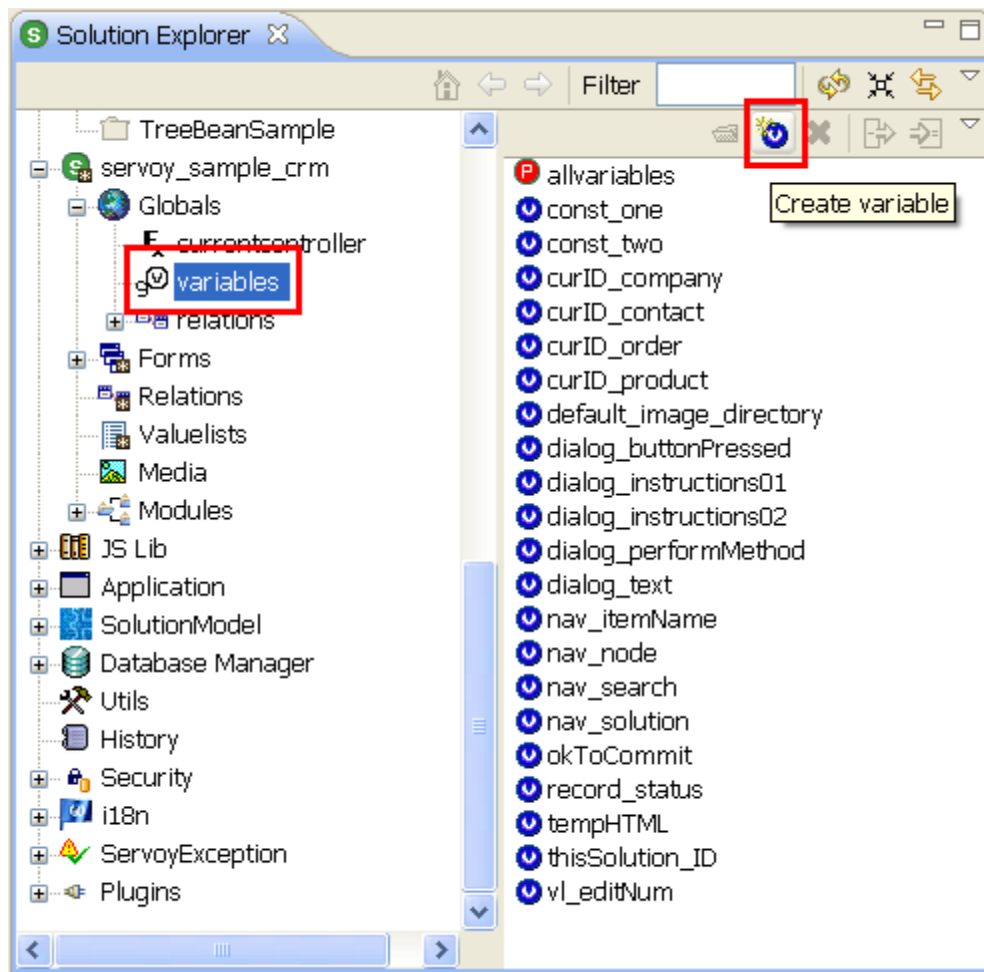 Solution Explorer
Filter
TreeBeanSample
servoy_sample_crm
Globals
currentcontroller
variables
relations
Forms
Relations
Valuelists
Media
Modules
JS Lib
Application
SolutionModel
Database Manager
Utils
History
Security
i18n
ServoyException
Plugins
Create variable
allvariables
const_one
const_two
curID_company
curID_contact
curID_order
curID_product
default_image_directory
dialog_buttonPressed
dialog_instructions01
dialog_instructions02
dialog_performMethod
dialog_text
nav_itemName
nav_node
nav_search
nav_solution
okToCommit
record_status
tempHTML
thisSolution_ID
vl_editNum